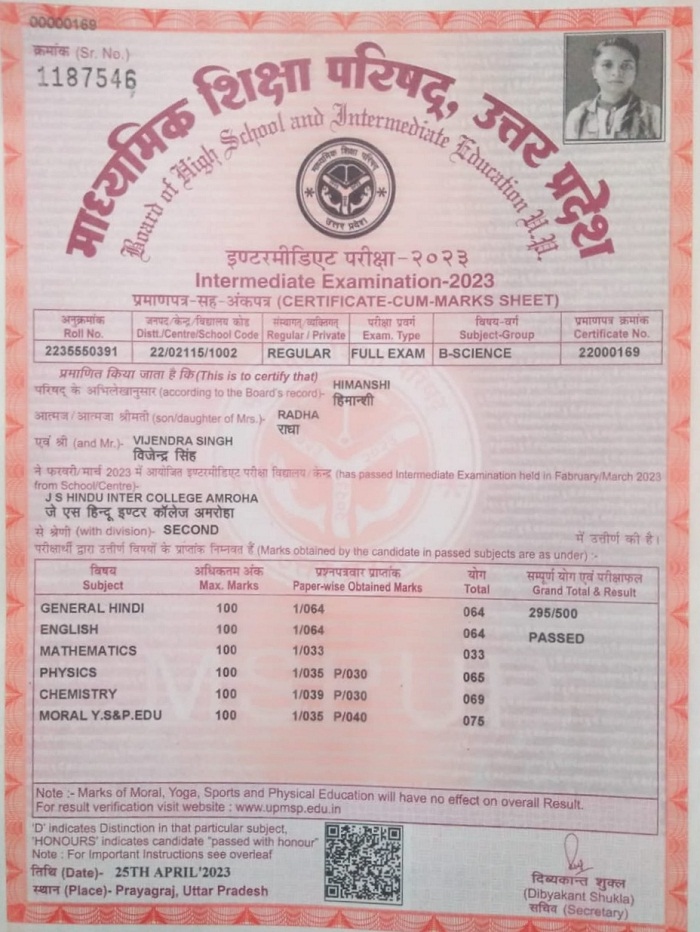 00000169
क्रमांक (Sr. No.)
1187546
माध्यमिक शिक्षा परिषद्, उत्तर प्रदेश
Board of High School and Intermediate Education U.P.
माध्यमिक शिक्षा परिषद
उत्तर प्रदेश
इण्टरमीडिएट परीक्षा-२०२३
Intermediate Examination-2023
प्रमाणपत्र-सह-अंकपत्र (CERTIFICATE-CUM-MARKS SHEET)
अनुक्रमांक जनपद/केन्द्र/विद्यालय कोड संस्थागत/व्यक्तिगत परीक्षा प्रवर्ग विषय-वर्ग प्रमाणपत्र क्रमांक
Roll No. Distt./Centre/School Code Regular / Private Exam. Type Subject-Group Certificate No.
2235550391 22/02115/1002 REGULAR FULL EXAM B-SCIENCE 22000169
प्रमाणित किया जाता है कि (This is to certify that)
परिषद् के अभिलेखानुसार (according to the Board's record)- HIMANSHI
हिमान्शी
आत्मज/आत्मजा श्रीमती (son/daughter of Mrs.)- RADHA
राधा
एवं श्री (and Mr.)- VIJENDRA SINGH
विजेन्द्र सिंह
ने फरवरी/मार्च 2023 में आयोजित इण्टरमीडिएट परीक्षा विद्यालय/केन्द्र (has passed Intermediate Examination held in Fabruary/March 2023
from School/Centre)-
J S HINDU INTER COLLEGE AMROHA
जे एस हिन्दू इण्टर कॉलेज अमरोहा
से श्रेणी (with division)- SECOND में उत्तीर्ण की है।
परीक्षार्थी द्वारा उत्तीर्ण विषयों के प्राप्तांक निम्नवत हैं (Marks obtained by the candidate in passed subjects are as under) :-
विषय अधिकतम अंक प्रश्नपत्रवार प्राप्तांक योग सम्पूर्ण योग एवं परीक्षाफल
Subject Max. Marks Paper-wise Obtained Marks Total Grand Total & Result
GENERAL HINDI 100 1/064 064 295/500
ENGLISH 100 1/064 064 PASSED
MATHEMATICS 100 1/033 033
PHYSICS 100 1/035 P/030 065
CHEMISTRY 100 1/039 P/030 069
MORAL Y.S&P.EDU 100 1/035 P/040 075
MSPUP
Note :- Marks of Moral, Yoga, Sports and Physical Education will have no effect on overall Result.
For result verification visit website : www.upmsp.edu.in
'D' indicates Distinction in that particular subject,
'HONOURS' indicates candidate "passed with honour"
Note : For Important Instructions see overleaf
तिथि (Date)- 25TH APRIL'2023
स्थान (Place)- Prayagraj, Uttar Pradesh
दिब्यकान्त शुक्ल
(Dibyakant Shukla)
सचिव (Secretary)